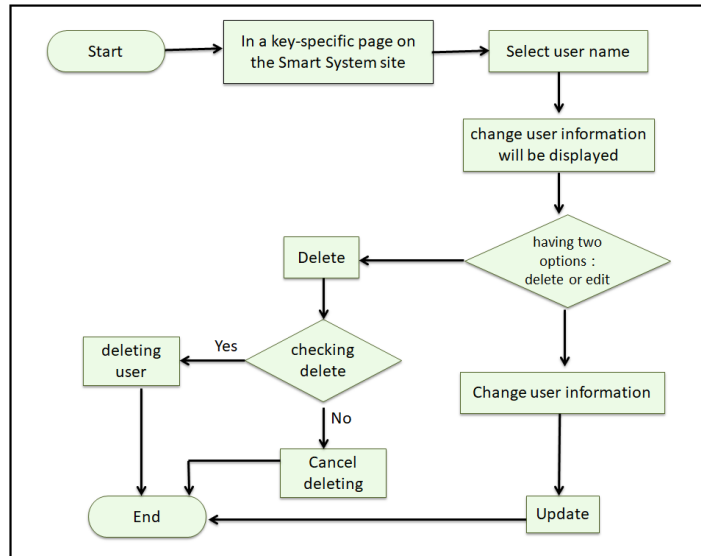 Start
In a key-specific page on
the Smart System site
Select user name
change user information
will be displayed
having two
options :
delete or edit
Delete
checking
delete
Yes
deleting
user
No
Cancel
deleting
Change user information
Update
End